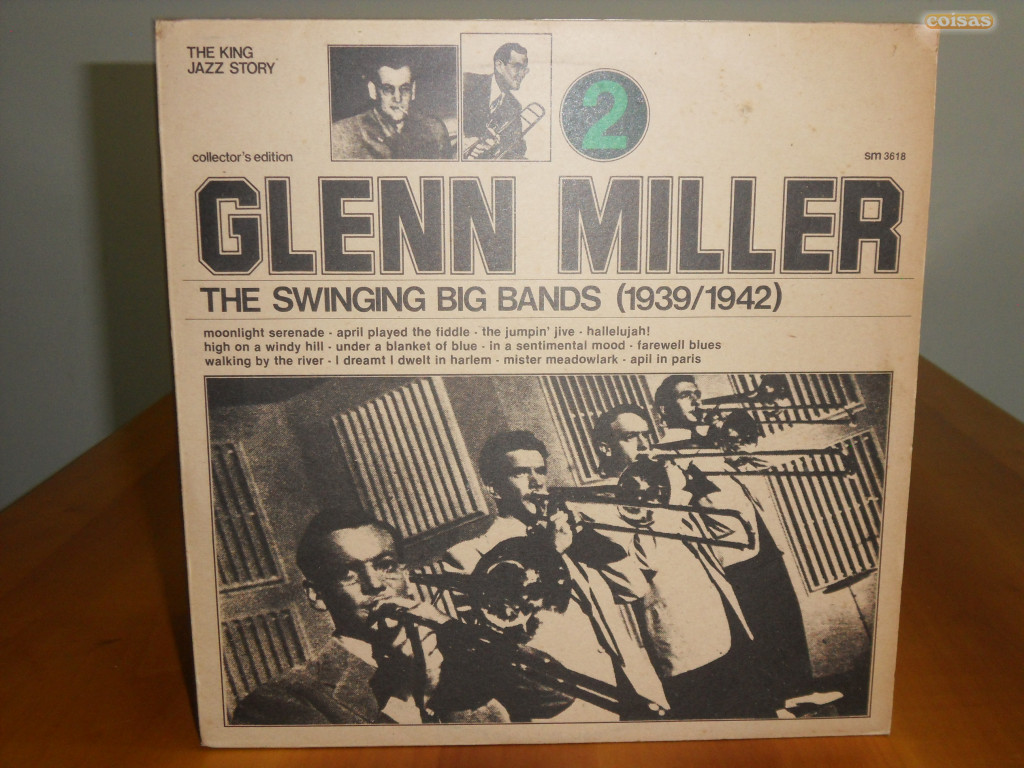 coisas
THE KING
JAZZ STORY
2
collector's edition
sm 3618
GLENN MILLER
THE SWINGING BIG BANDS (1939/1942)
moonlight serenade · april played the fiddle · the jumpin' jive · hallelujah!
high on a windy hill · under a blanket of blue · in a sentimental mood · farewell blues
walking by the river · I dreamt I dwelt in harlem · mister meadowlark · apil in paris